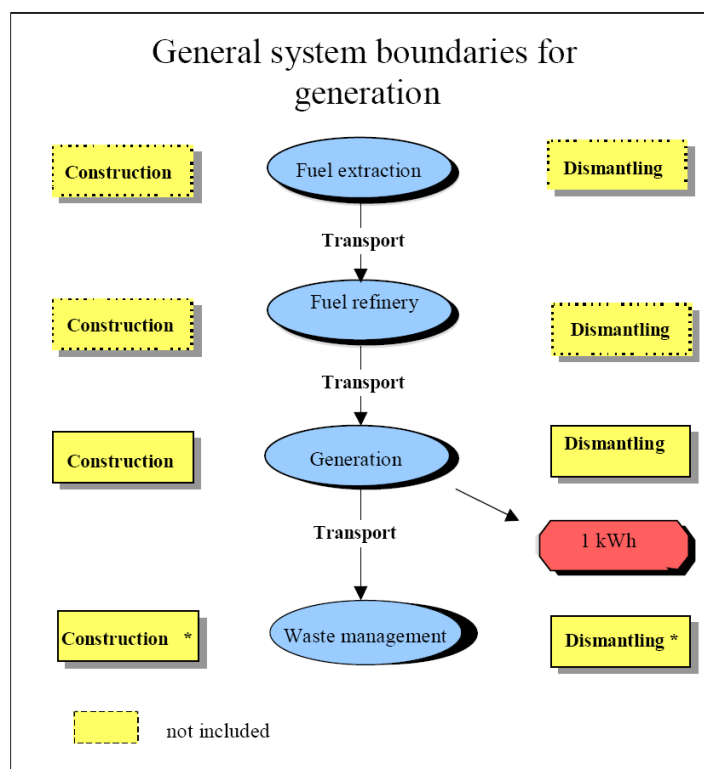 General system boundaries for
generation
Construction
Fuel extraction
Dismantling
Transport
Construction
Fuel refinery
Dismantling
Transport
Construction
Generation
Dismantling
Transport
1 kWh
Construction *
Waste management
Dismantling *
not included